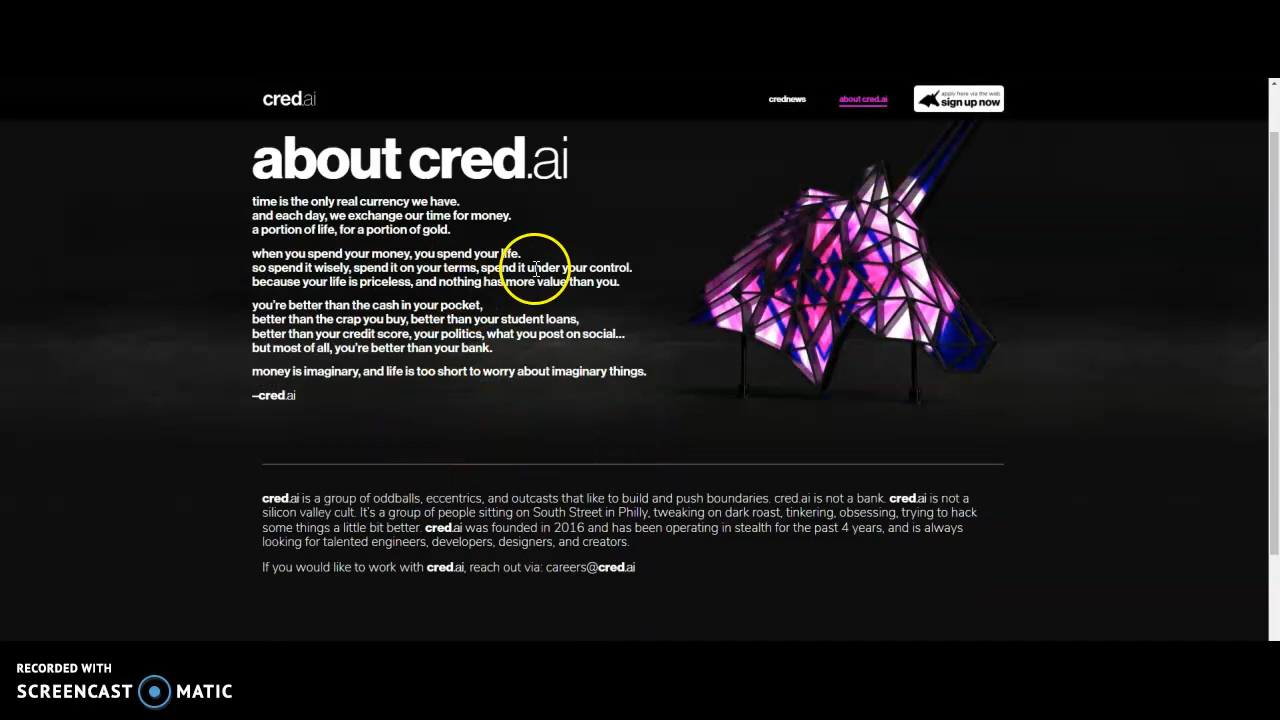 cred.ai
crednews
about cred.ai
apply here via the web
sign up now
about cred.ai
time is the only real currency we have.
and each day, we exchange our time for money.
a portion of life, for a portion of gold.
when you spend your money, you spend your life.
so spend it wisely, spend it on your terms, spend it under your control.
because your life is priceless, and nothing has more value than you.
you're better than the cash in your pocket,
better than the crap you buy, better than your student loans,
better than your credit score, your politics, what you post on social...
but most of all, you're better than your bank.
money is imaginary, and life is too short to worry about imaginary things.
–cred.ai
cred.ai is a group of oddballs, eccentrics, and outcasts that like to build and push boundaries. cred.ai is not a bank. cred.ai is not a
silicon valley cult. It's a group of people sitting on South Street in Philly, tweaking on dark roast, tinkering, obsessing, trying to hack
some things a little bit better. cred.ai was founded in 2016 and has been operating in stealth for the past 4 years, and is always
looking for talented engineers, developers, designers, and creators.
If you would like to work with cred.ai, reach out via: careers@cred.ai
RECORDED WITH
SCREENCAST MATIC